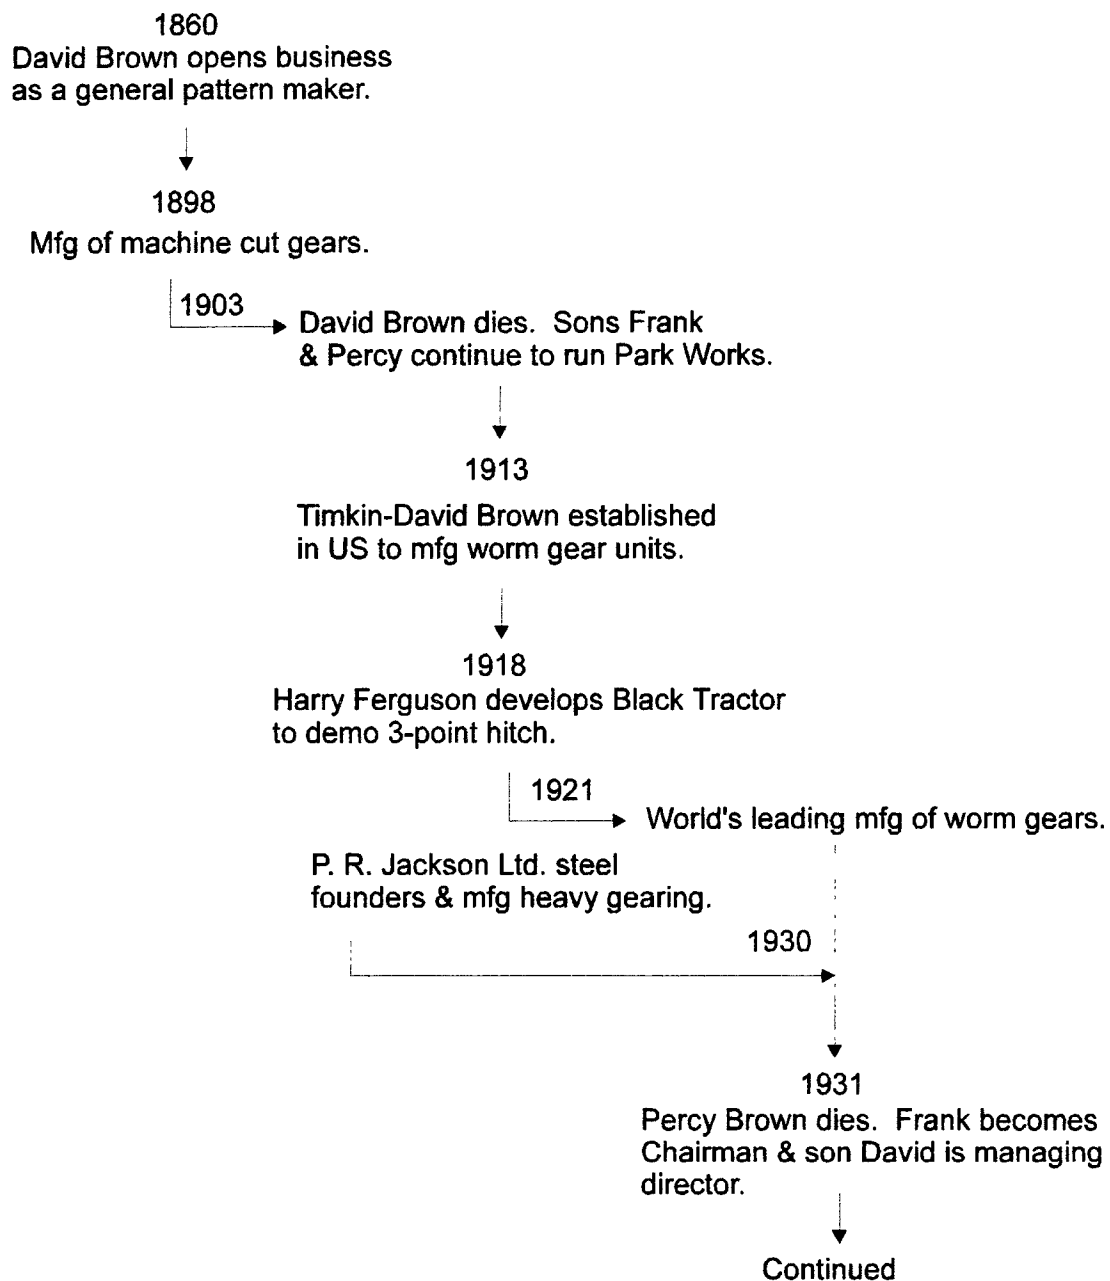 1860
David Brown opens business
as a general pattern maker.
1898
Mfg of machine cut gears.
1903
David Brown dies.  Sons Frank
& Percy continue to run Park Works.
1913
Timkin-David Brown established
in US to mfg worm gear units.
1918
Harry Ferguson develops Black Tractor
to demo 3-point hitch.
1921
World's leading mfg of worm gears.
P. R. Jackson Ltd. steel
founders & mfg heavy gearing.
1930
1931
Percy Brown dies.  Frank becomes
Chairman & son David is managing
director.
Continued